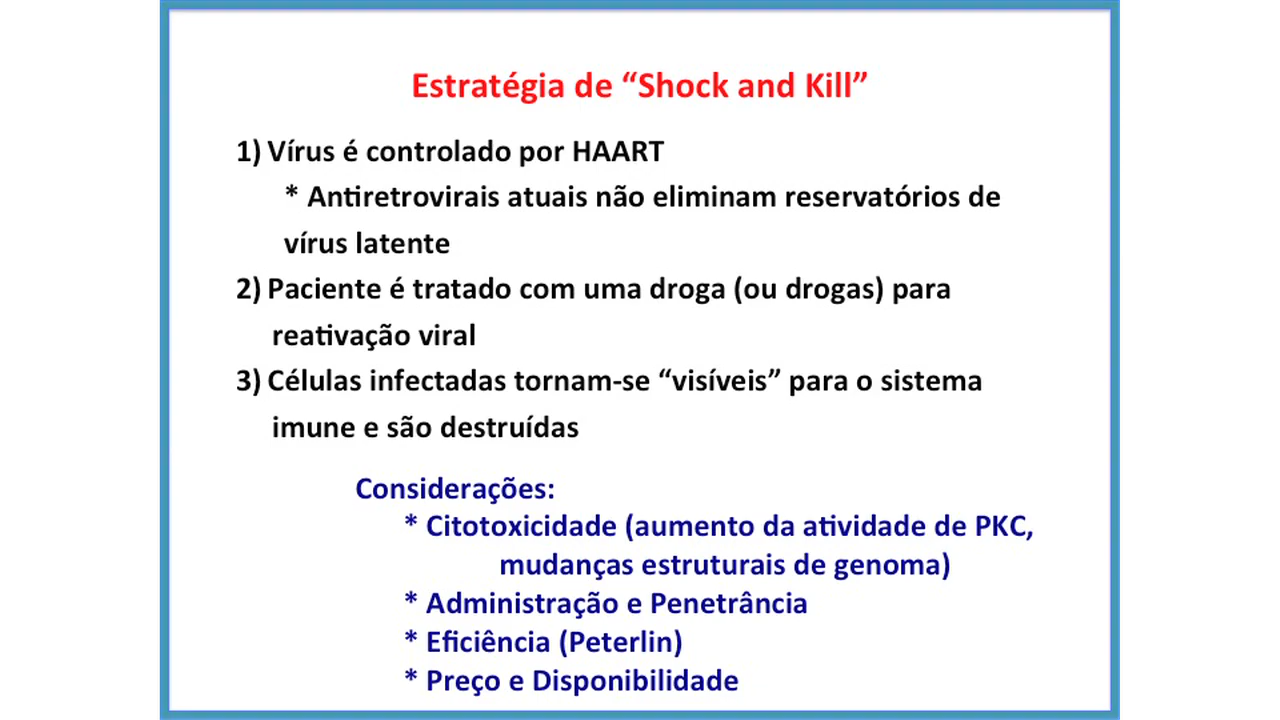 Estratégia de “Shock and Kill”
1) Vírus é controlado por HAART
* Antiretrovirais atuais não eliminam reservatórios de
vírus latente
2) Paciente é tratado com uma droga (ou drogas) para
reativação viral
3) Células infectadas tornam-se “visíveis” para o sistema
imune e são destruídas
Considerações:
* Citotoxicidade (aumento da atividade de PKC,
mudanças estruturais de genoma)
* Administração e Penetrância
* Eficiência (Peterlin)
* Preço e Disponibilidade